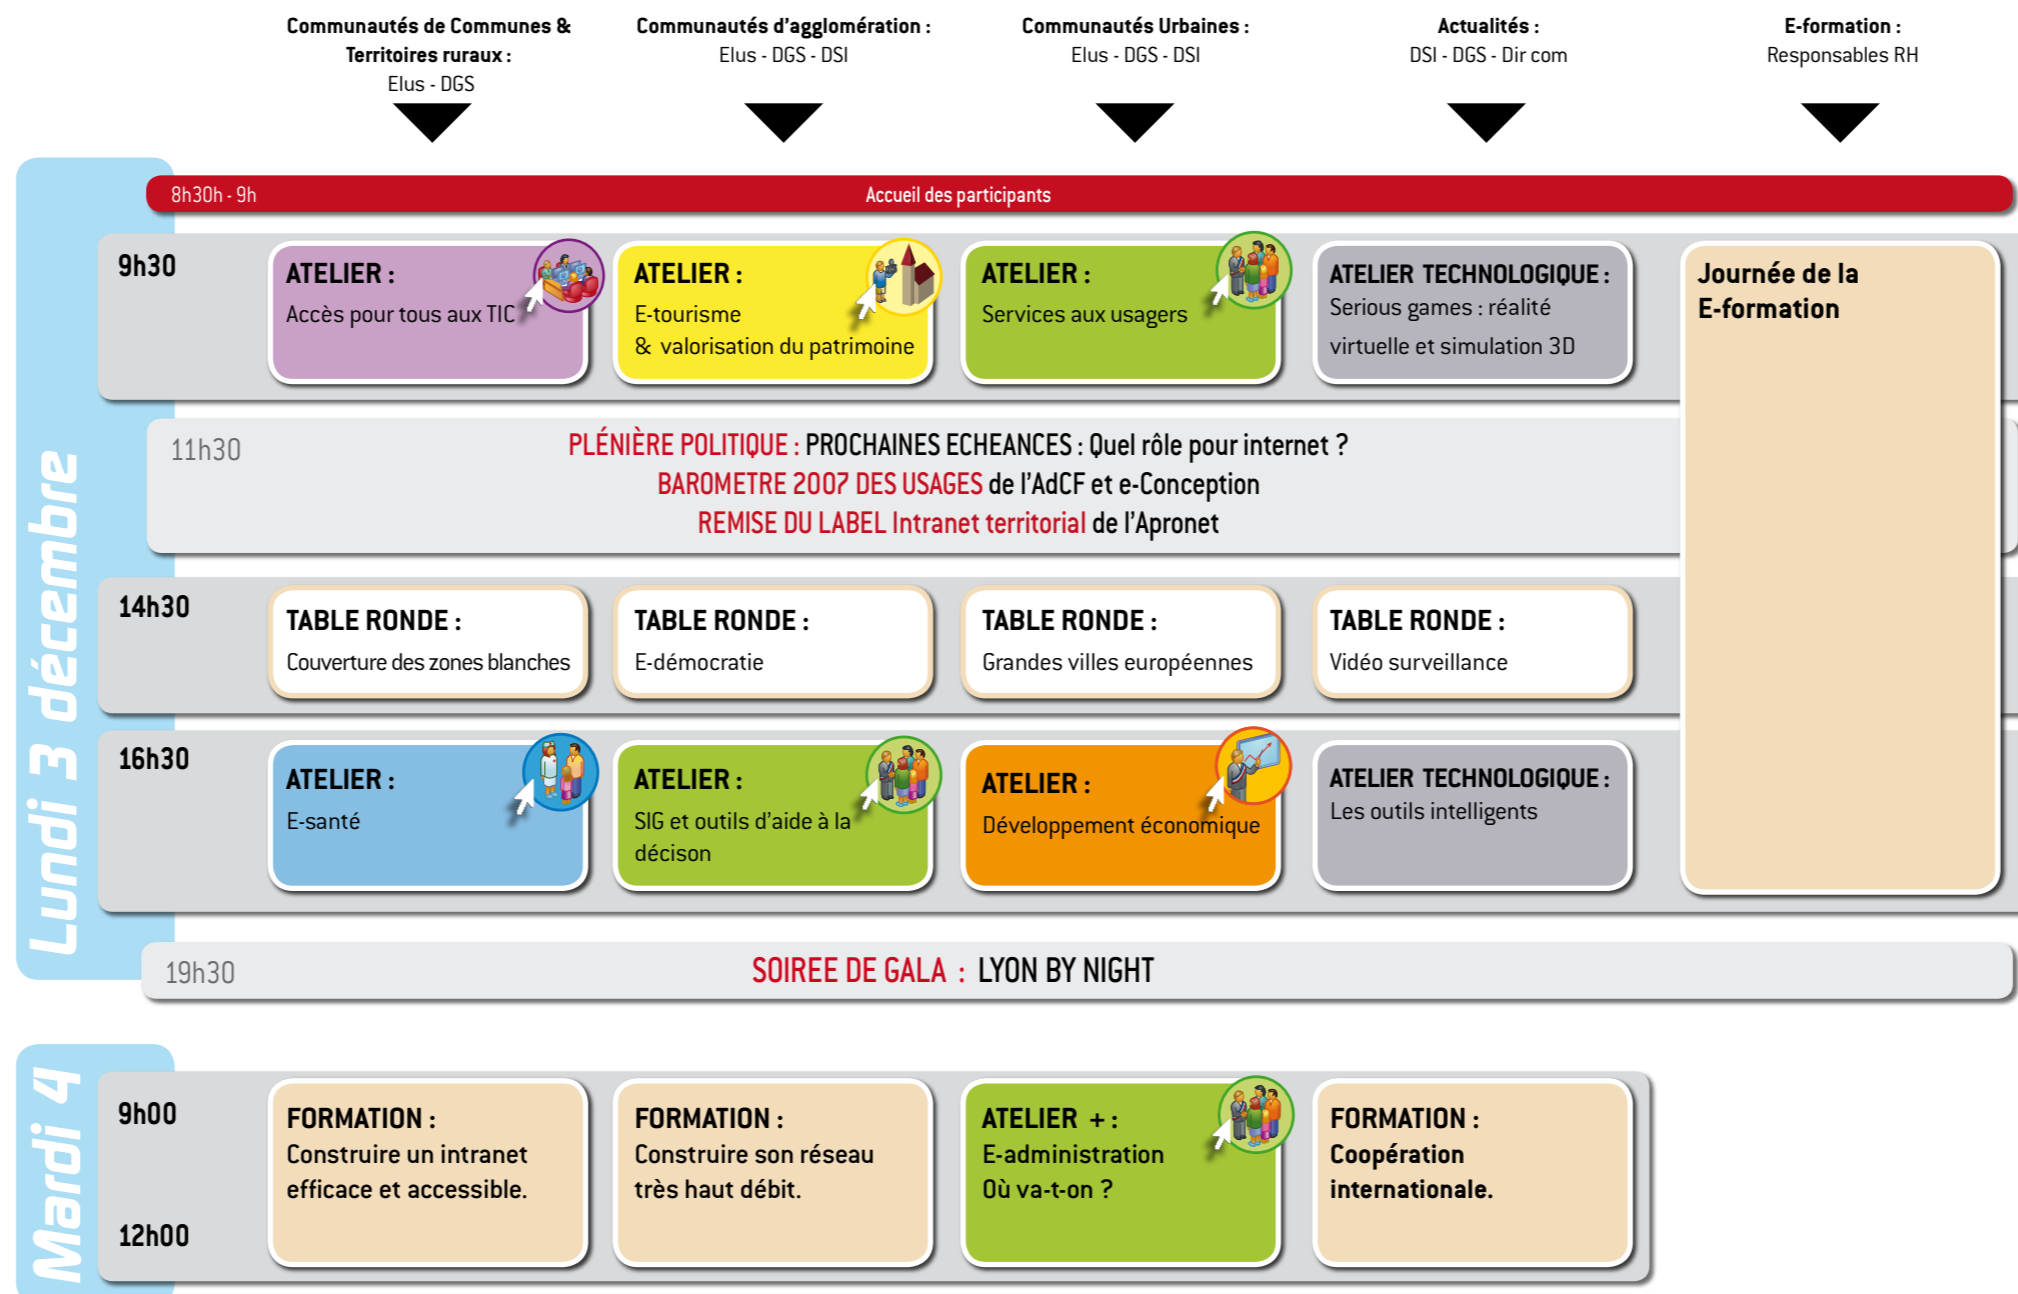 Communautés de Communes &
Territoires ruraux :
Elus - DGS
Communautés d'agglomération :
Elus - DGS - DSI
Communautés Urbaines :
Elus - DGS - DSI
Actualités :
DSI - DGS - Dir com
E-formation :
Responsables RH
Lundi 3 décembre
8h30h - 9h
Accueil des participants
9h30
ATELIER :
Accès pour tous aux TIC
ATELIER :
E-tourisme
& valorisation du patrimoine
ATELIER :
Services aux usagers
ATELIER TECHNOLOGIQUE :
Serious games : réalité
virtuelle et simulation 3D
Journée de la
E-formation
11h30
PLÉNIÈRE POLITIQUE : PROCHAINES ECHEANCES : Quel rôle pour internet ?
BAROMETRE 2007 DES USAGES de l'AdCF et e-Conception
REMISE DU LABEL Intranet territorial de l'Apronet
14h30
TABLE RONDE :
Couverture des zones blanches
TABLE RONDE :
E-démocratie
TABLE RONDE :
Grandes villes européennes
TABLE RONDE :
Vidéo surveillance
16h30
ATELIER :
E-santé
ATELIER :
SIG et outils d'aide à la
décison
ATELIER :
Développement économique
ATELIER TECHNOLOGIQUE :
Les outils intelligents
19h30
SOIREE DE GALA : LYON BY NIGHT
Mardi 4
9h00
12h00
FORMATION :
Construire un intranet
efficace et accessible.
FORMATION :
Construire son réseau
très haut débit.
ATELIER + :
E-administration
Où va-t-on ?
FORMATION :
Coopération
internationale.